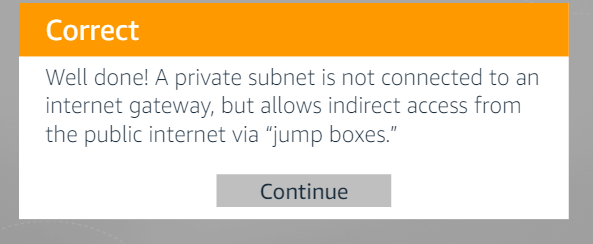 Correct
Well done! A private subnet is not connected to an
internet gateway, but allows indirect access from
the public internet via “jump boxes.”
Continue